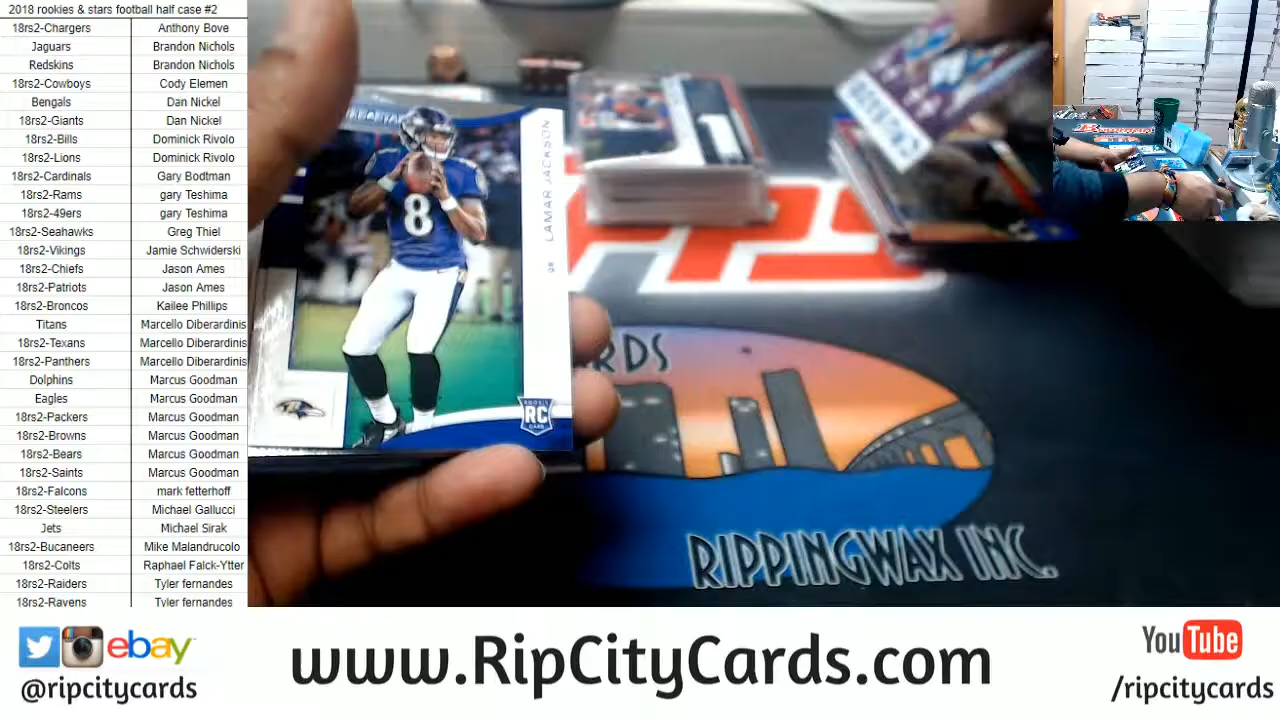 2018 rookies & stars football half case #2
18rs2-Chargers Anthony Bove
Jaguars Brandon Nichols
Redskins Brandon Nichols
18rs2-Cowboys Cody Elemen
Bengals Dan Nickel
18rs2-Giants Dan Nickel
18rs2-Bills Dominick Rivolo
18rs2-Lions Dominick Rivolo
18rs2-Cardinals Gary Bodtman
18rs2-Rams gary Teshima
18rs2-49ers gary Teshima
18rs2-Seahawks Greg Thiel
18rs2-Vikings Jamie Schwiderski
18rs2-Chiefs Jason Ames
18rs2-Patriots Jason Ames
18rs2-Broncos Kailee Phillips
Titans Marcello Diberardinis
18rs2-Texans Marcello Diberardinis
18rs2-Panthers Marcello Diberardinis
Dolphins Marcus Goodman
Eagles Marcus Goodman
18rs2-Packers Marcus Goodman
18rs2-Browns Marcus Goodman
18rs2-Bears Marcus Goodman
18rs2-Saints Marcus Goodman
18rs2-Falcons mark fetterhoff
18rs2-Steelers Michael Gallucci
Jets Michael Sirak
18rs2-Bucaneers Mike Malandrucolo
18rs2-Colts Raphael Falck-Ytter
18rs2-Raiders Tyler fernandes
18rs2-Ravens Tyler fernandes
8
QB LAMAR JACKSON
ROOKIE
RC
CARD
RDS
RIPPINGWAX INC.
ebay
@ripcitycards
www.RipCityCards.com
YouTube
/ripcitycards